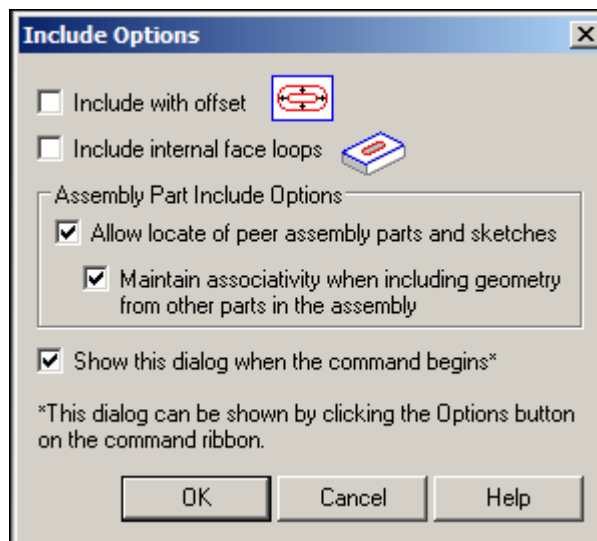 Include Options
Include with offset
Include internal face loops
Assembly Part Include Options
Allow locate of peer assembly parts and sketches
Maintain associativity when including geometry
from other parts in the assembly
Show this dialog when the command begins*
*This dialog can be shown by clicking the Options button
on the command ribbon.
OK
Cancel
Help